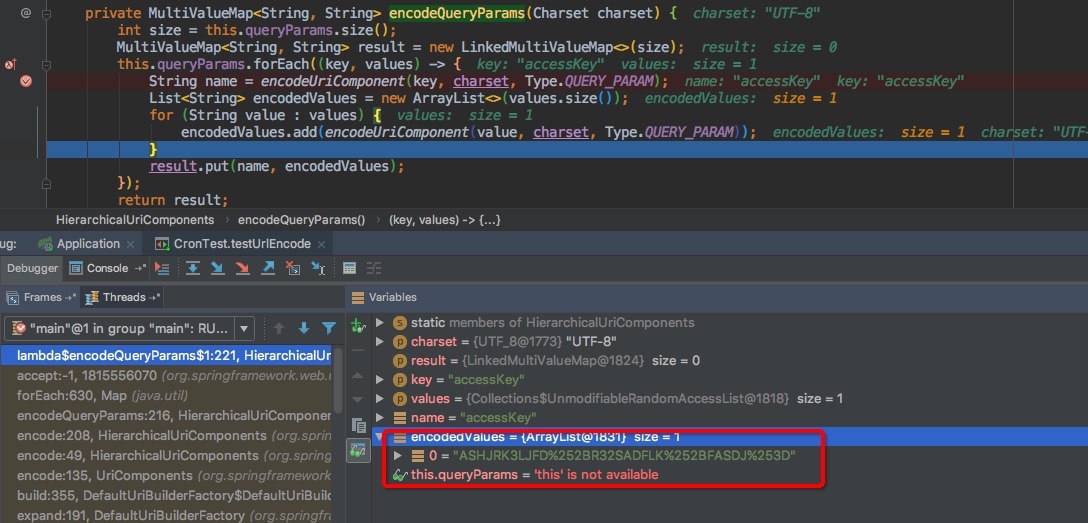 private MultiValueMap<String, String> encodeQueryParams(Charset charset) { charset: "UTF-8"
int size = this.queryParams.size();
MultiValueMap<String, String> result = new LinkedMultiValueMap<>(size); result: size = 0
this.queryParams.forEach((key, values) -> { key: "accessKey" values: size = 1
String name = encodeUriComponent(key, charset, Type.QUERY_PARAM); name: "accessKey" key: "accessKey"
List<String> encodedValues = new ArrayList<>(values.size()); encodedValues: size = 1
for (String value : values) { values: size = 1
encodedValues.add(encodeUriComponent(value, charset, Type.QUERY_PARAM)); encodedValues: size = 1 charset: "UTF-
}
result.put(name, encodedValues);
});
return result;
HierarchicalUriComponents › encodeQueryParams() › (key, values) -> {...}
ug: Application × CronTest.testUrlEncode ×
Debugger Console
Frames Threads Variables
"main"@1 in group "main": RU...
lambda$encodeQueryParams$1:221, HierarchicalUr
accept:-1, 1815556070 (org.springframework.web.u
forEach:630, Map (java.util)
encodeQueryParams:216, HierarchicalUriComponent
encode:208, HierarchicalUriComponents (org.spring
encode:49, HierarchicalUriComponents (org.springfr
encode:100, UriComponents (org.springframework.
build:355, DefaultUriBuilderFactory$DefaultUriBuilde
expand:191, DefaultUriBuilderFactory (org.springfra
static members of HierarchicalUriComponents
charset = {UTF_8@1773} "UTF-8"
result = {LinkedMultiValueMap@1824} size = 0
key = "accessKey"
values = {Collections$UnmodifiableRandomAccessList@1818} size = 1
name = "accessKey"
encodedValues = {ArrayList@1831} size = 1
0 = "ASHJRK3LJFD%252BR32SADFLK%252BFASDJ%253D"
this.queryParams = 'this' is not available